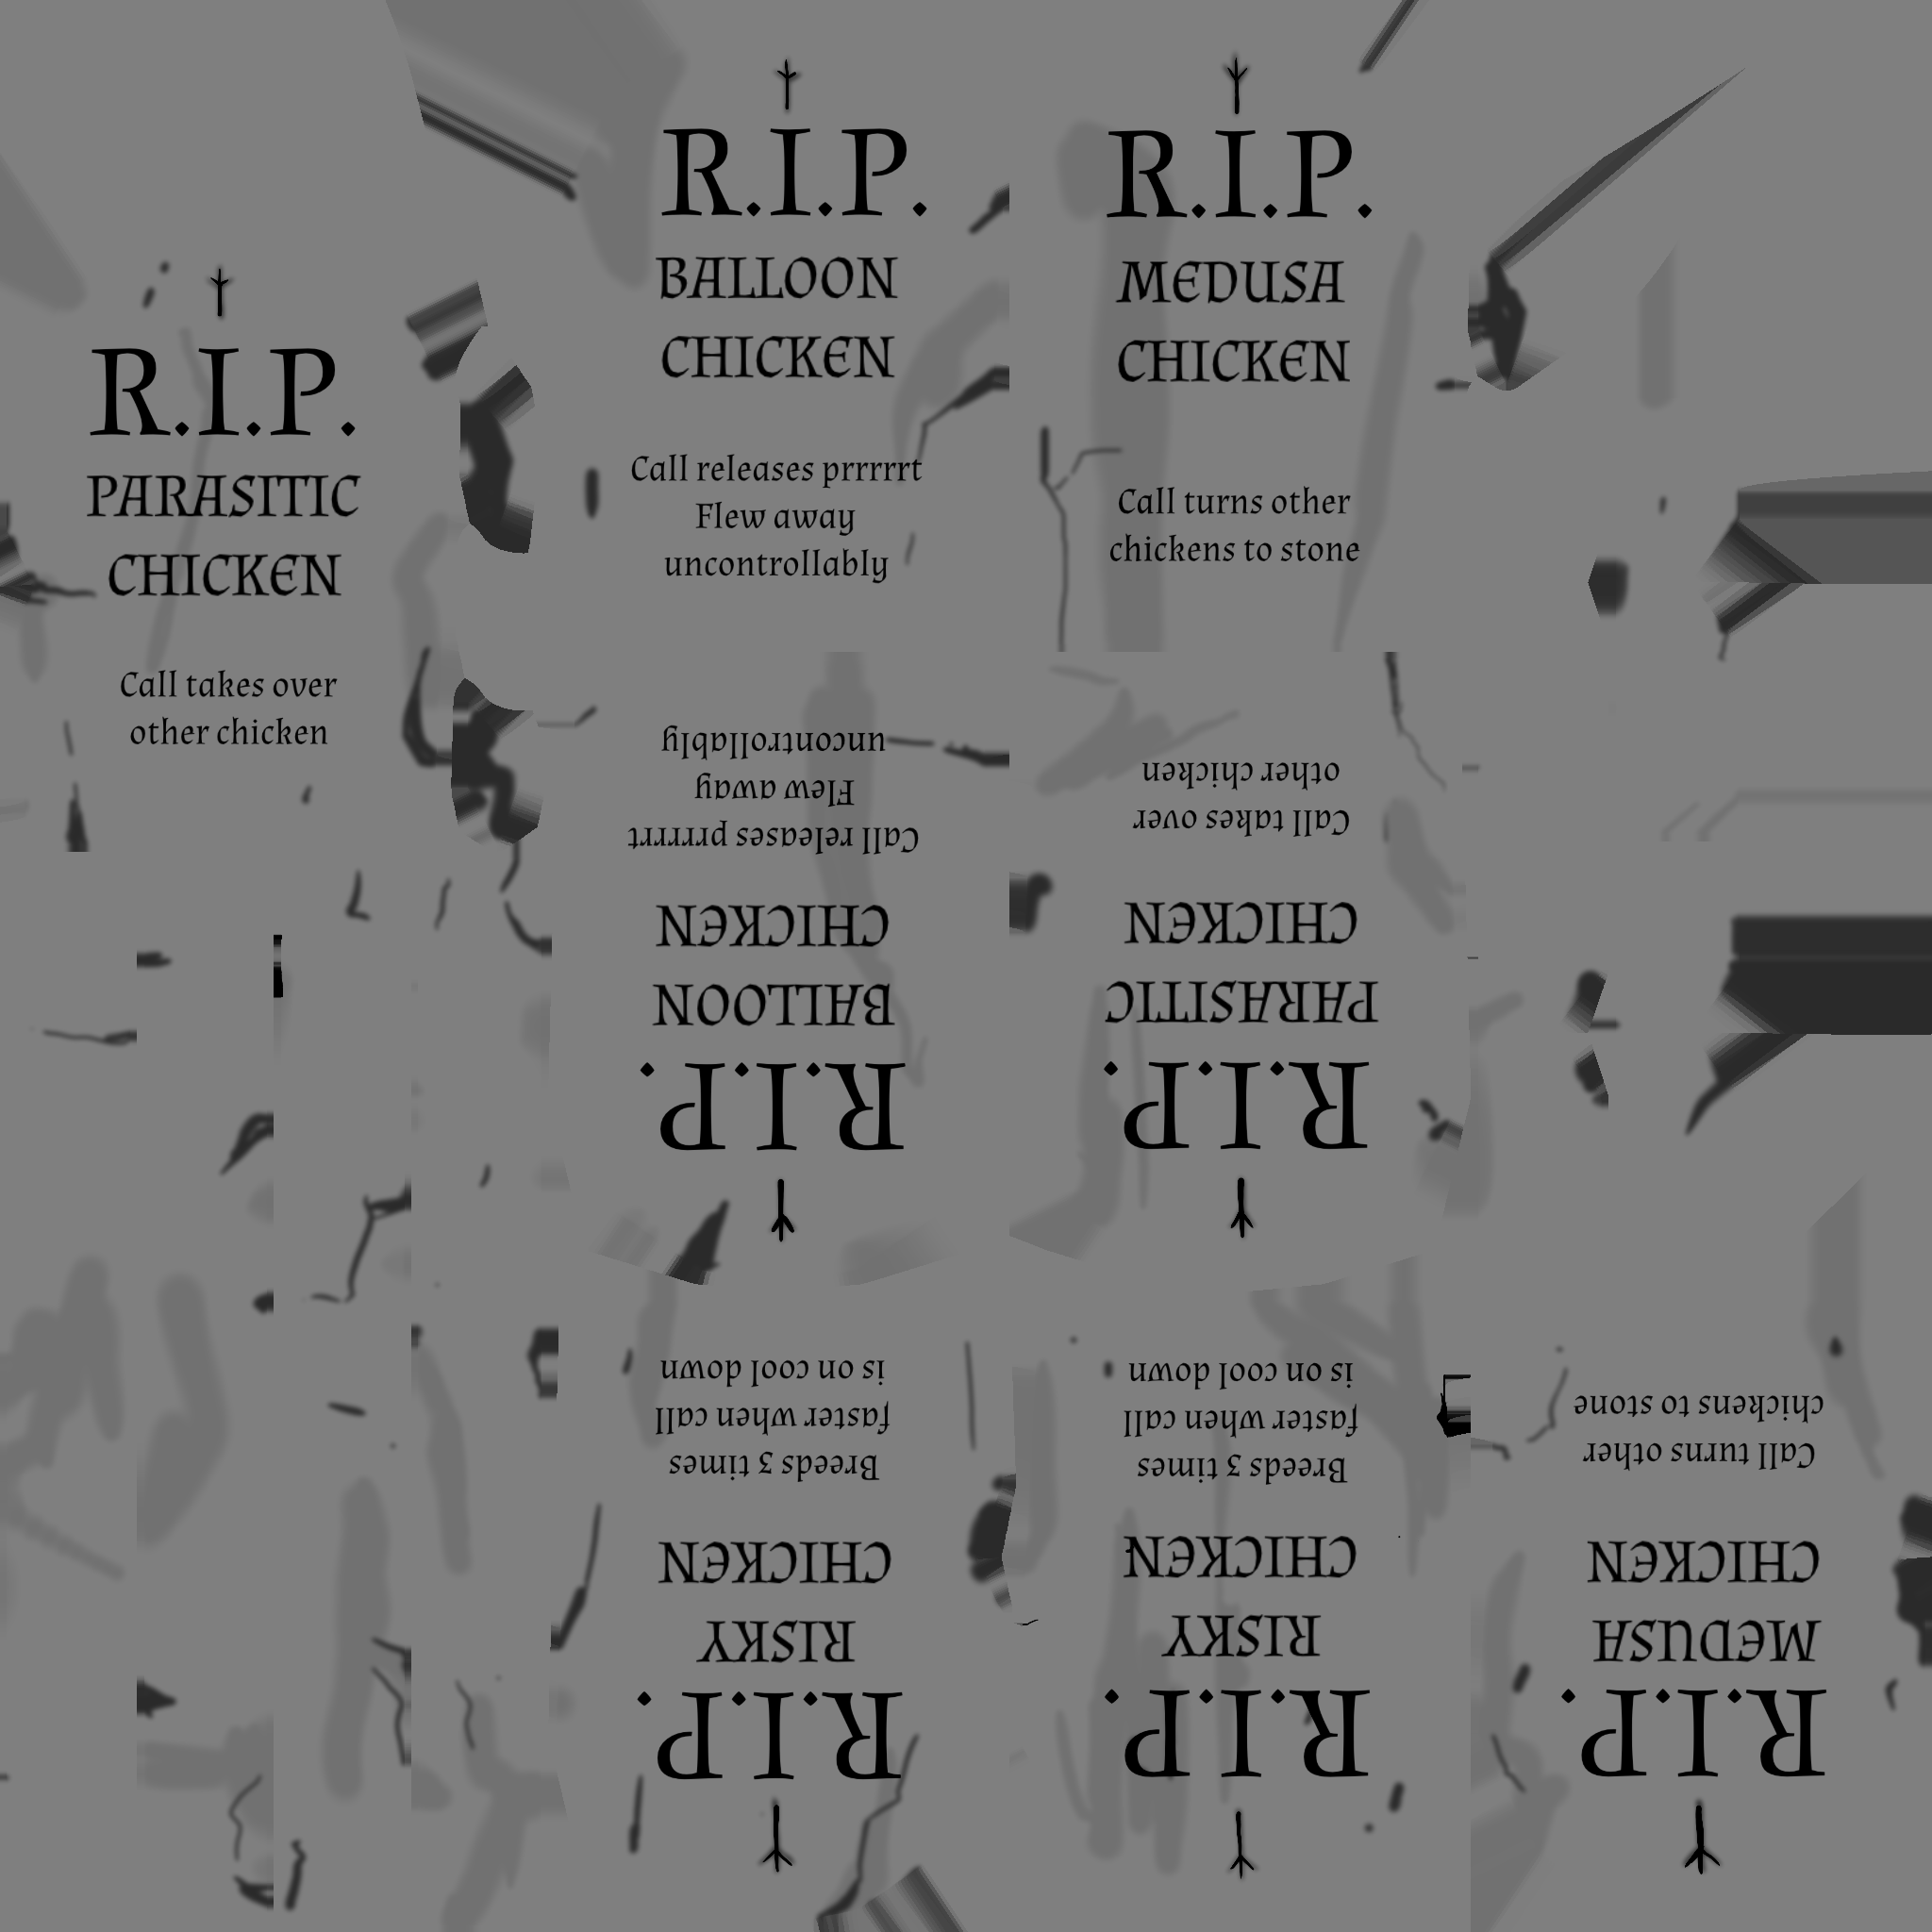 R.I.P.
PARASITIC
CHICKEN
Call takes over
other chicken
R.I.P.
BALLOON
CHICKEN
Call releases prrrrrt
Flew away
uncontrollably
R.I.P.
MEDUSA
CHICKEN
Call turns other
chickens to stone
R.I.P.
BALLOON
CHICKEN
Call releases prrrrrt
Flew away
uncontrollably
R.I.P.
PARASITIC
CHICKEN
Call takes over
other chicken
R.I.P.
RISKY
CHICKEN
Breeds 3 times
faster when call
is on cool down
R.I.P.
RISKY
CHICKEN
Breeds 3 times
faster when call
is on cool down
R.I.P.
MEDUSA
CHICKEN
Call turns other
chickens to stone